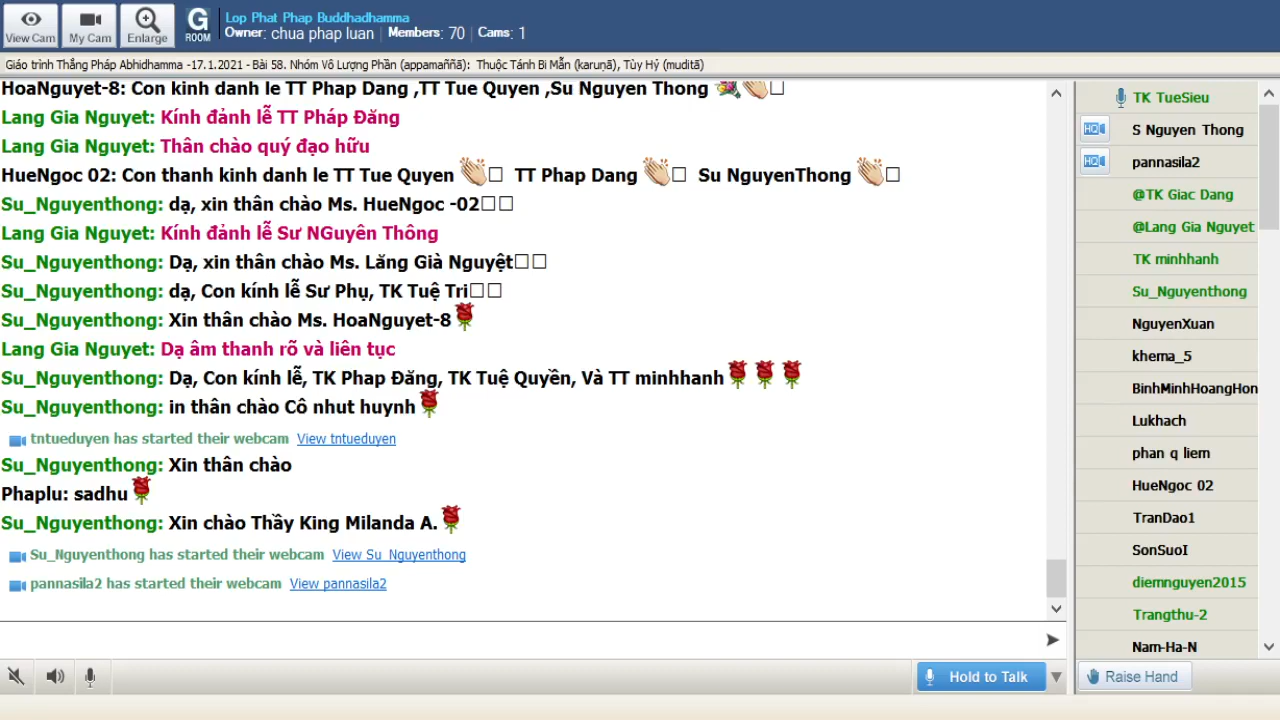 View Cam
My Cam
Enlarge
G
ROOM
Lop Phat Phap Buddhadhamma
Owner: chua phap luan | Members: 70 | Cams: 1
Giáo trình Thắng Pháp Abhidhamma -17.1.2021 - Bài 58. Nhóm Vô Lượng Phần (appamaññā): Thuộc Tánh Bi Mẫn (karuṇā), Tùy Hỷ (muditā)
HoaNguyet-8: Con kinh danh le TT Phap Dang ,TT Tue Quyen ,Su Nguyen Thong
Lang Gia Nguyet: Kính đảnh lễ TT Pháp Đăng
Lang Gia Nguyet: Thân chào quý đạo hữu
HueNgoc 02: Con thanh kinh danh le TT Tue Quyen TT Phap Dang Su NguyenThong
Su_Nguyenthong: dạ, xin thân chào Ms. HueNgoc -02
Lang Gia Nguyet: Kính đảnh lễ Sư NGuyên Thông
Su_Nguyenthong: Dạ, xin thân chào Ms. Lăng Già Nguyệt
Su_Nguyenthong: dạ, Con kính lễ Sư Phụ, TK Tuệ Tri
Su_Nguyenthong: Xin thân chào Ms. HoaNguyet-8
Lang Gia Nguyet: Dạ âm thanh rõ và liên tục
Su_Nguyenthong: Dạ, Con kính lễ, TK Phap Đăng, TK Tuệ Quyền, Và TT minhhanh
Su_Nguyenthong: in thân chào Cô nhut huynh
tntueduyen has started their webcam View tntueduyen
Su_Nguyenthong: Xin thân chào
Phaplu: sadhu
Su_Nguyenthong: Xin chào Thầy King Milanda A.
Su_Nguyenthong has started their webcam View Su_Nguyenthong
pannasila2 has started their webcam View pannasila2
Hold to Talk
TK TueSieu
HQ S Nguyen Thong
HQ pannasila2
@TK Giac Dang
@Lang Gia Nguyet
TK minhhanh
Su_Nguyenthong
NguyenXuan
khema_5
BinhMinhHoangHon
Lukhach
phan q liem
HueNgoc 02
TranDao1
SonSuoI
diemnguyen2015
Trangthu-2
Nam-Ha-N
Raise Hand